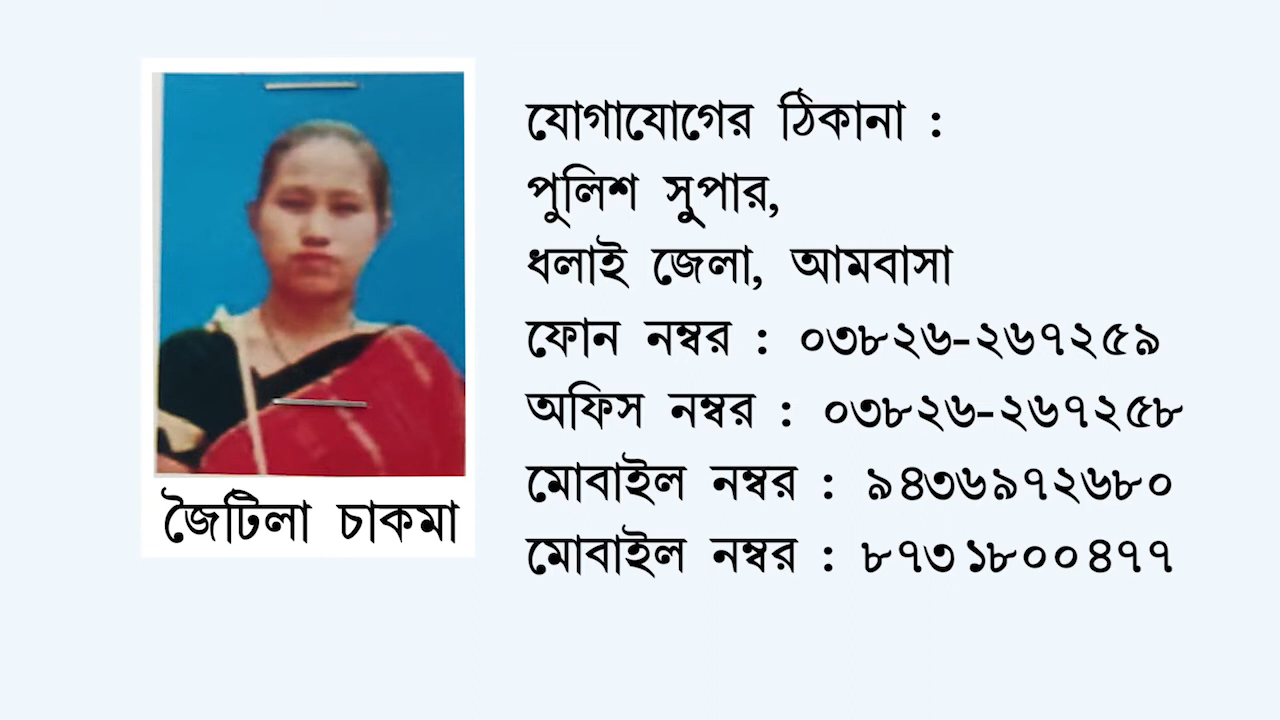 যোগাযোগের ঠিকানা :
পুলিশ সুপার,
ধলাই জেলা, আমবাসা
ফোন নম্বর : ০৩৮২৬-২৬৭২৫৯
অফিস নম্বর : ০৩৮২৬-২৬৭২৫৮
মোবাইল নম্বর : ৯৪৩৬৯৭২৬৮০
মোবাইল নম্বর : ৮৭৩১৮০০৪৭৭
জৈটিলা চাকমা